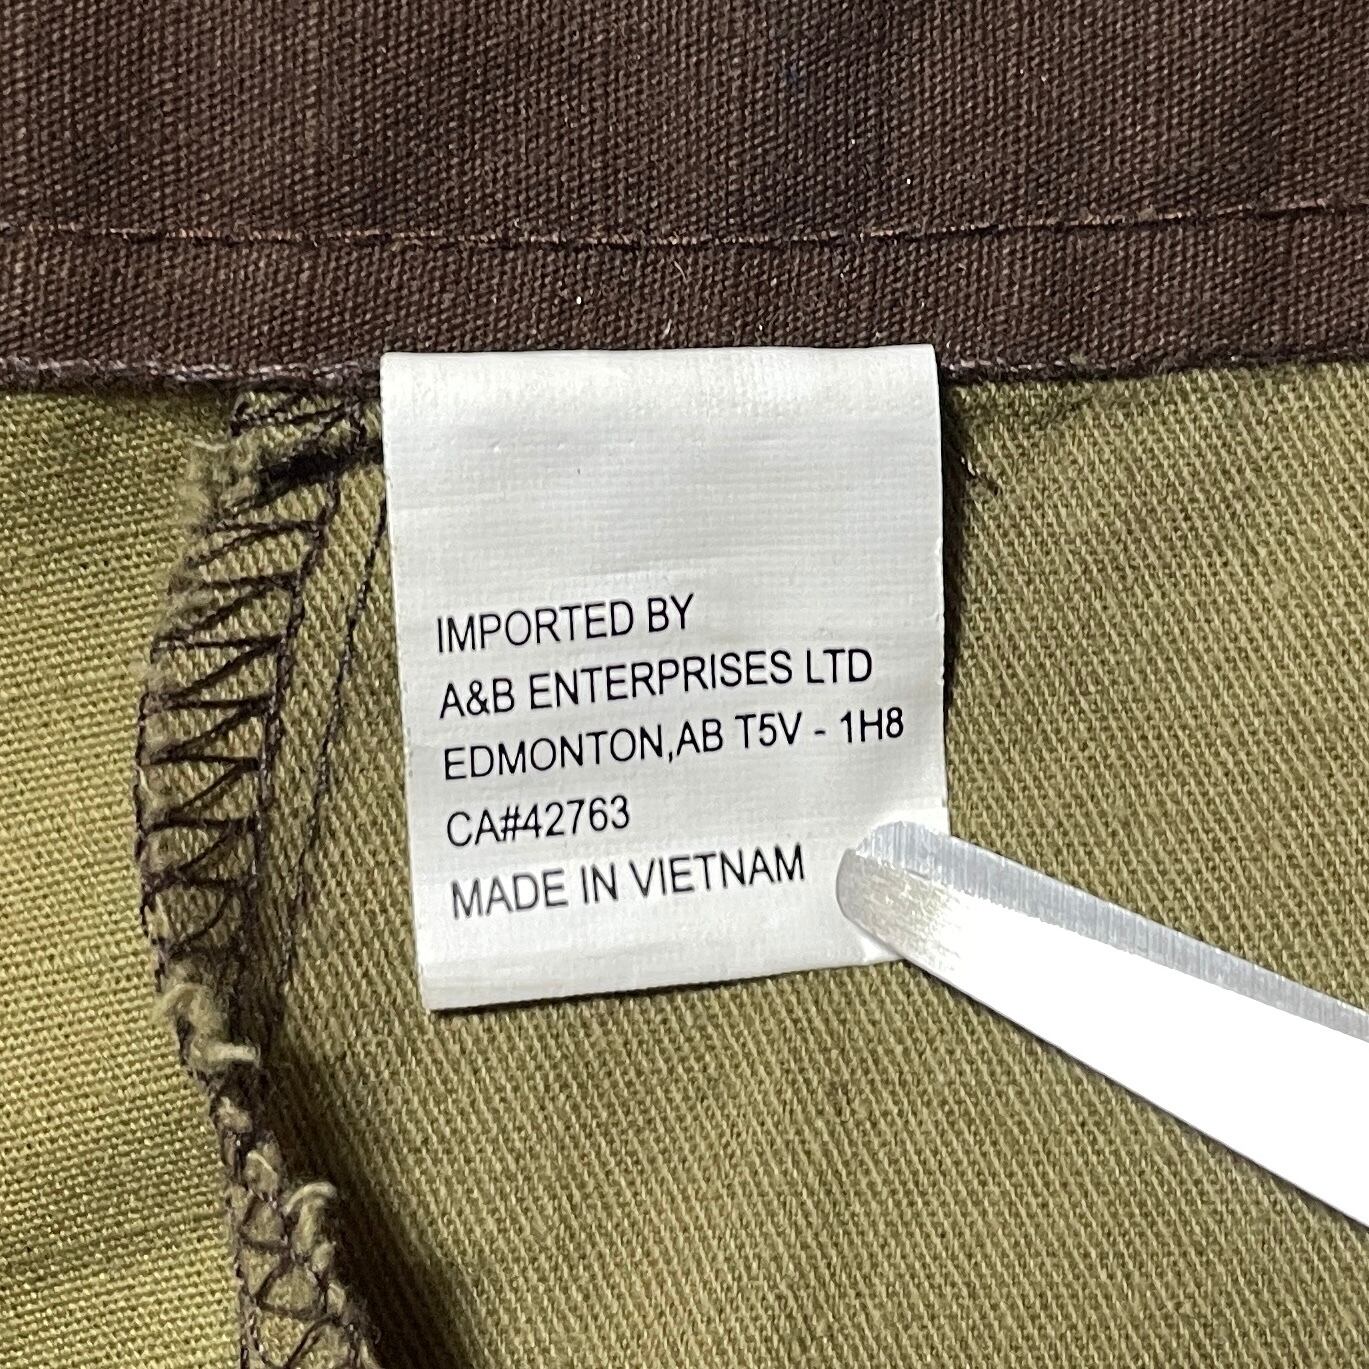 IMPORTED BY
A&B ENTERPRISES LTD
EDMONTON,AB T5V - 1H8
CA#42763
MADE IN VIETNAM